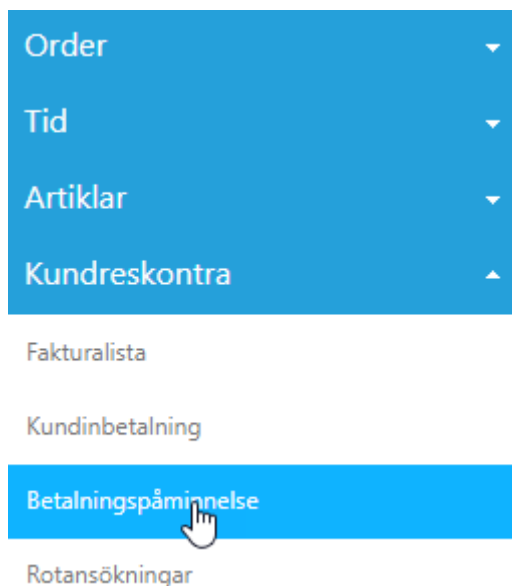 Order
Tid
Artiklar
Kundreskontra
Fakturalista
Kundinbetalning
Betalningspåminnelse
Rotansökningar